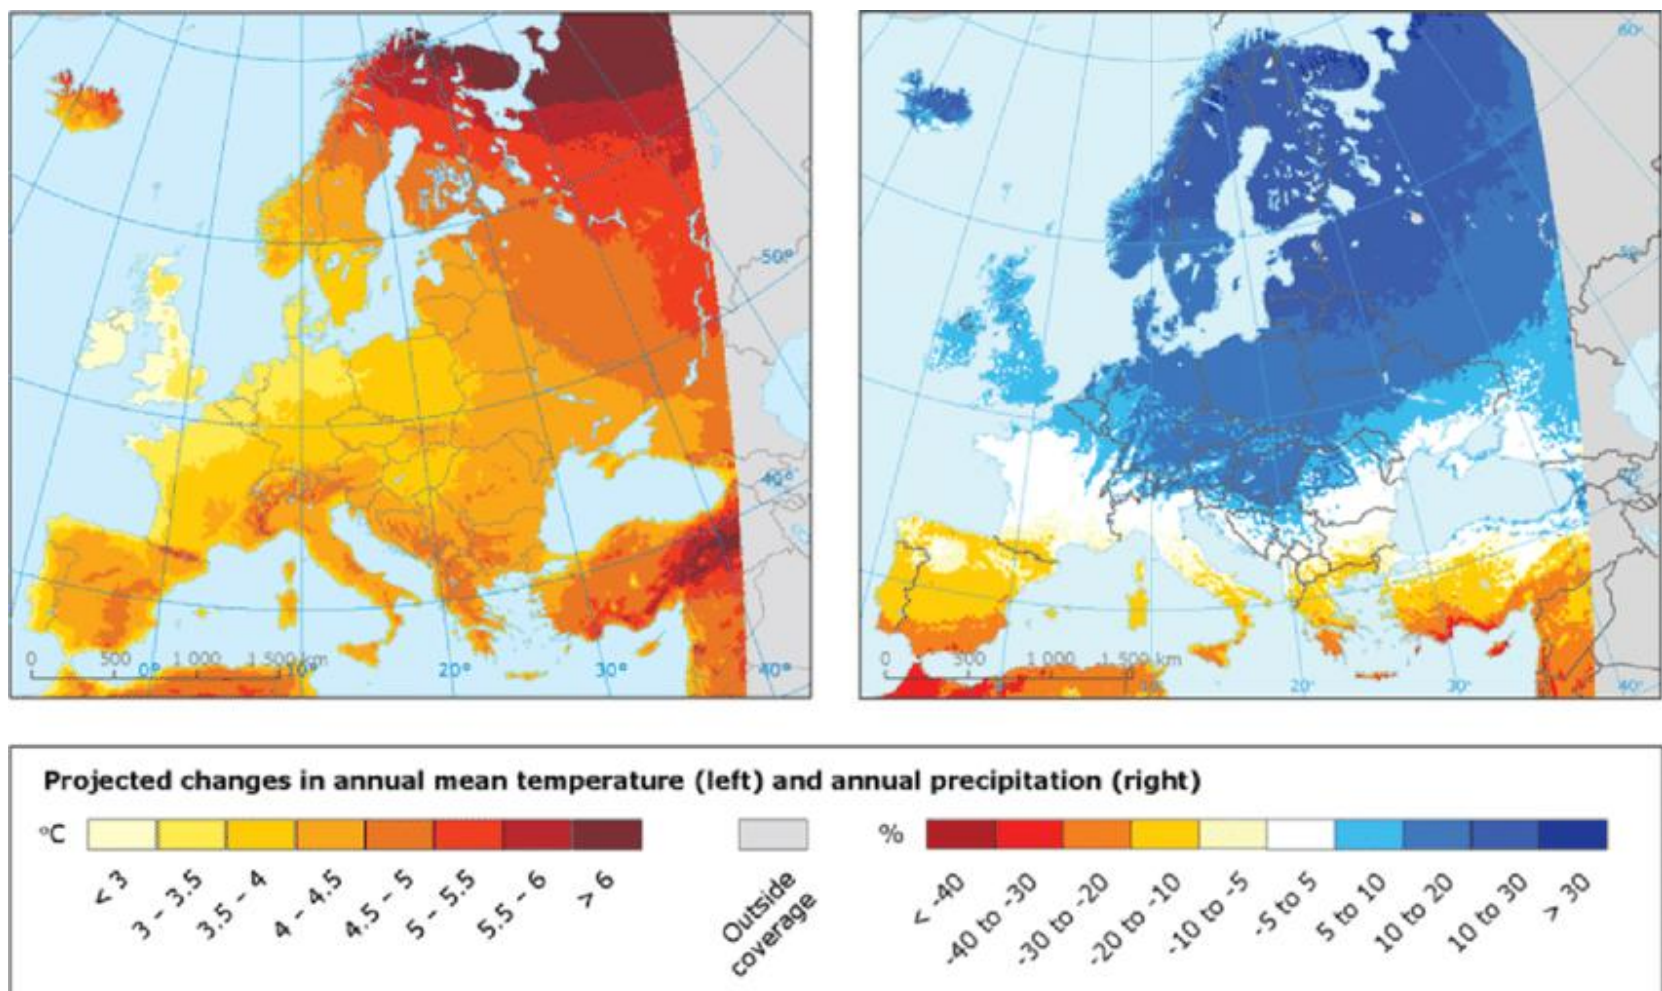 60°
-50°
50°
40°
0 500 1 000 1 500 km
0° 10° 20° 30° 40°
0 500 1 000 1 500 km
20° 30° 40°
Projected changes in annual mean temperature (left) and annual precipitation (right)
°C
< 3
3 – 3.5
3.5 – 4
4 – 4.5
4.5 – 5
5 – 5.5
5.5 – 6
> 6
Outside
coverage
%
< -40
-40 to -30
-30 to -20
-20 to -10
-10 to -5
-5 to 5
5 to 10
10 to 20
10 to 30
> 30